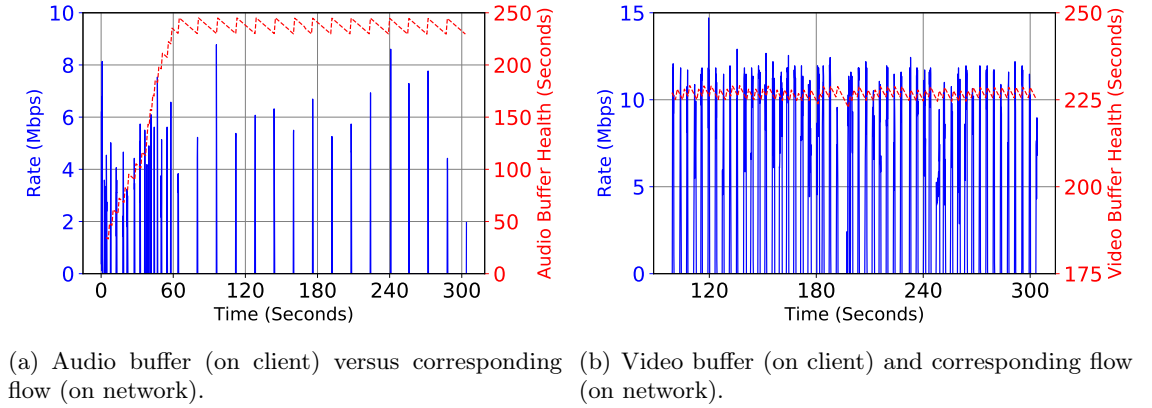 10
8
6
4
2
0
Rate (Mbps)
250
200
150
100
50
0
Audio Buffer Health (Seconds)
0 60 120 180 240 300
Time (Seconds)
15
10
5
0
Rate (Mbps)
250
225
200
175
Video Buffer Health (Seconds)
120 180 240 300
Time (Seconds)
(a) Audio buffer (on client) versus corresponding
flow (on network).
(b) Video buffer (on client) and corresponding flow
(on network).